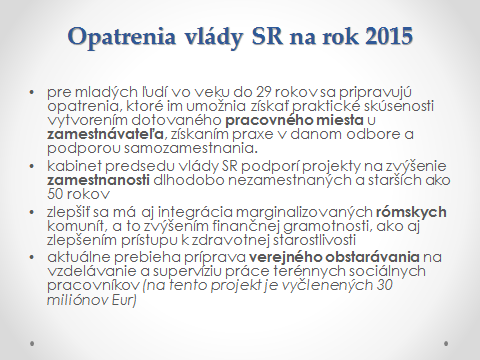 Opatrenia vlády SR na rok 2015
• pre mladých ľudí vo veku do 29 rokov sa pripravujú
opatrenia, ktoré im umožnia získať praktické skúsenosti
vytvorením dotovaného pracovného miesta u
zamestnávateľa, získaním praxe v danom odbore a
podporou samozamestnania.
• kabinet predsedu vlády SR podporí projekty na zvýšenie
zamestnanosti dlhodobo nezamestnaných a starších ako
50 rokov
• zlepšiť sa má aj integrácia marginalizovaných rómskych
komunít, a to zvýšením finančnej gramotnosti, ako aj
zlepšením prístupu k zdravotnej starostlivosti
• aktuálne prebieha príprava verejného obstarávania na
vzdelávanie a supervíziu práce terénnych sociálnych
pracovníkov (na tento projekt je vyčlenených 30
miliónov Eur)